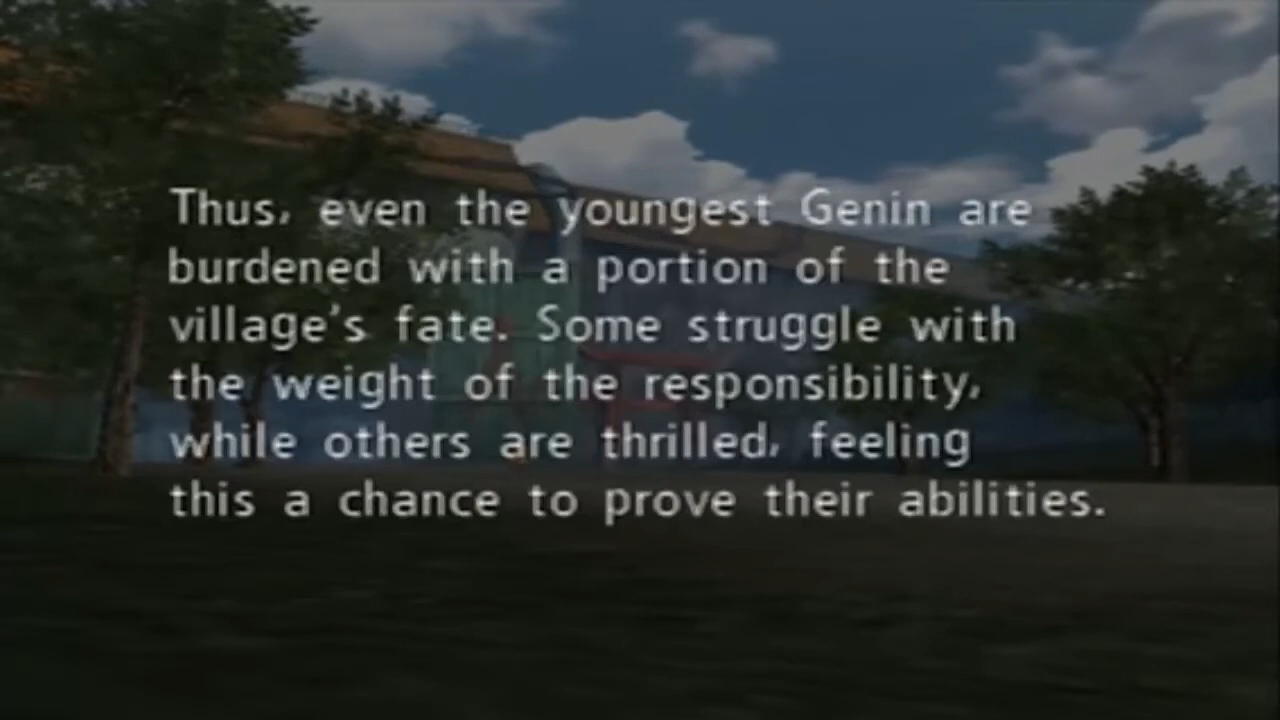 Thus, even the youngest Genin are
burdened with a portion of the
village's fate. Some struggle with
the weight of the responsibility,
while others are thrilled, feeling
this a chance to prove their abilities.